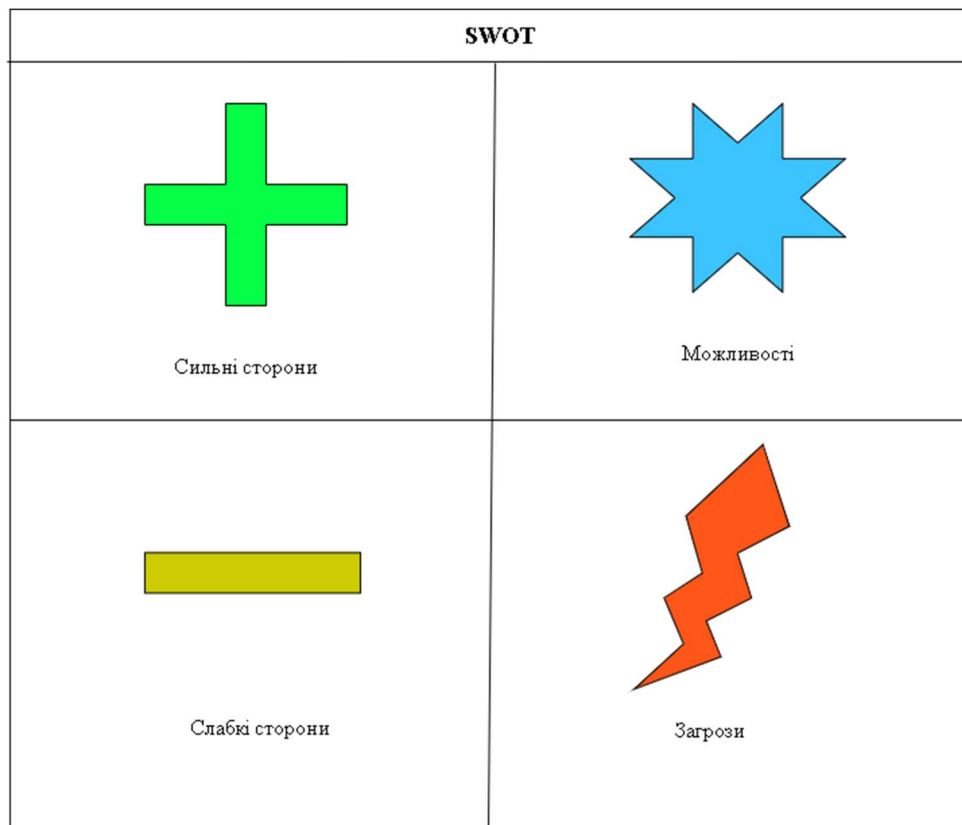 SWOT
Сильні сторони
Можливості
Слабкі сторони
Загрози